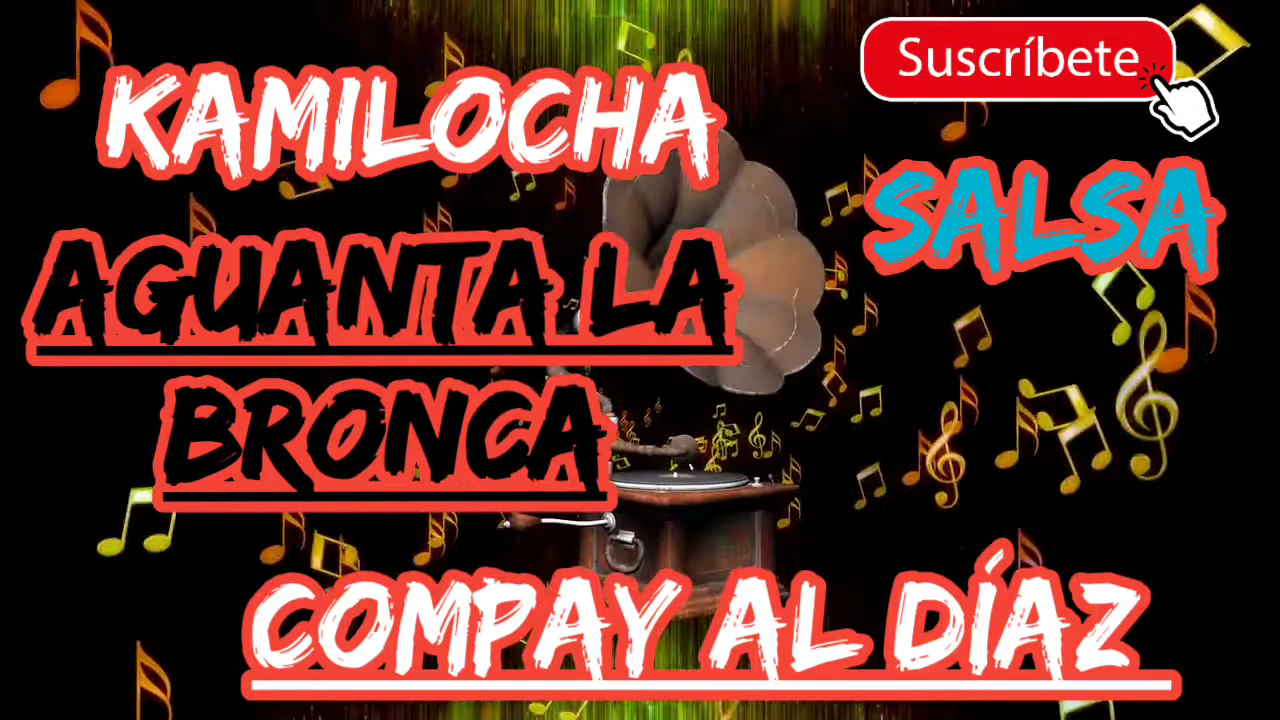 Suscríbete
KAMILOCHA
SALSA
AGUANTA LA
BRONCA
COMPAY AL DÍAZ